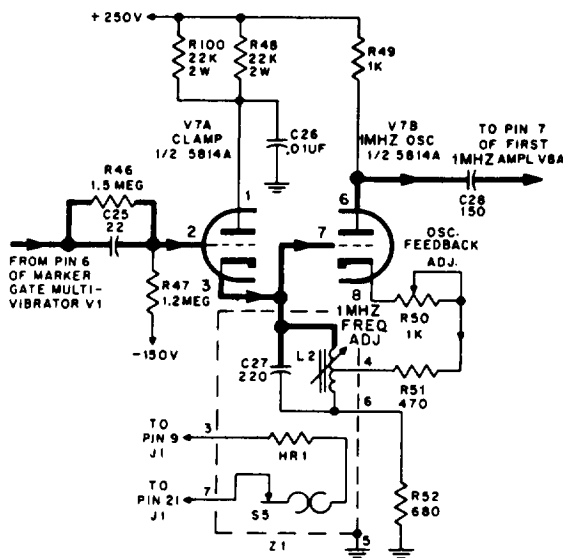 +250V
R100
22K
2W
R48
22K
2W
R49
1K
V7A
CLAMP
1/2 5814A
C26
.01UF
V7B
1MHZ OSC
1/2 5814A
TO PIN 7
OF FIRST
1MHZ AMPL V8A
R46
1.5 MEG
C25
22
1
2
3
6
7
8
C28
150
OSC.
FEEDBACK
ADJ.
FROM PIN 6
OF MARKER
GATE MULTI-
VIBRATOR V1
R47
1.2MEG
-150V
1MHZ
FREQ
ADJ
R50
1K
C27
220
L2
4
R51
470
6
TO
PIN 9
J1
3
HR1
TO
PIN 21
J1
7
S5
R52
680
Z1
5